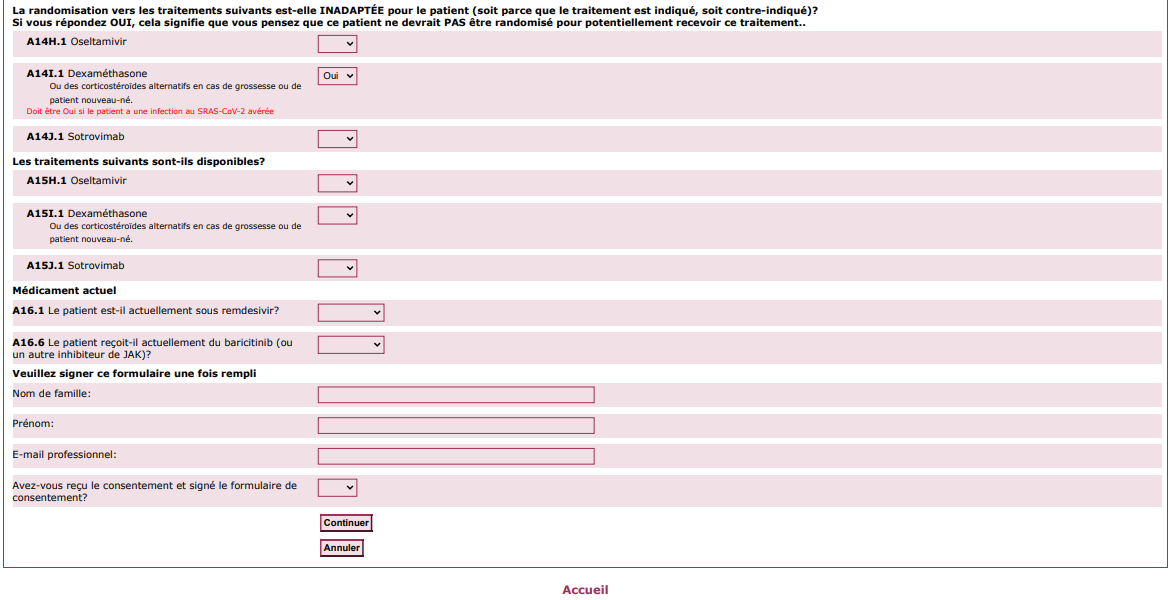 La randomisation vers les traitements suivants est-elle INADAPTÉE pour le patient (soit parce que le traitement est indiqué, soit contre-indiqué)?
Si vous répondez OUI, cela signifie que vous pensez que ce patient ne devrait PAS être randomisé pour potentiellement recevoir ce traitement..
A14H.1 Oseltamivir
A14I.1 Dexaméthasone
Oui
Ou des corticostéroïdes alternatifs en cas de grossesse ou de
patient nouveau-né.
Doit être Oui si le patient a une infection au SRAS-CoV-2 avérée
A14J.1 Sotrovimab
Les traitements suivants sont-ils disponibles?
A15H.1 Oseltamivir
A15I.1 Dexaméthasone
Ou des corticostéroïdes alternatifs en cas de grossesse ou de
patient nouveau-né.
A15J.1 Sotrovimab
Médicament actuel
A16.1 Le patient est-il actuellement sous remdesivir?
A16.6 Le patient reçoit-il actuellement du baricitinib (ou
un autre inhibiteur de JAK)?
Veuillez signer ce formulaire une fois rempli
Nom de famille:
Prénom:
E-mail professionnel:
Avez-vous reçu le consentement et signé le formulaire de
consentement?
Continuer
Annuler
Accueil